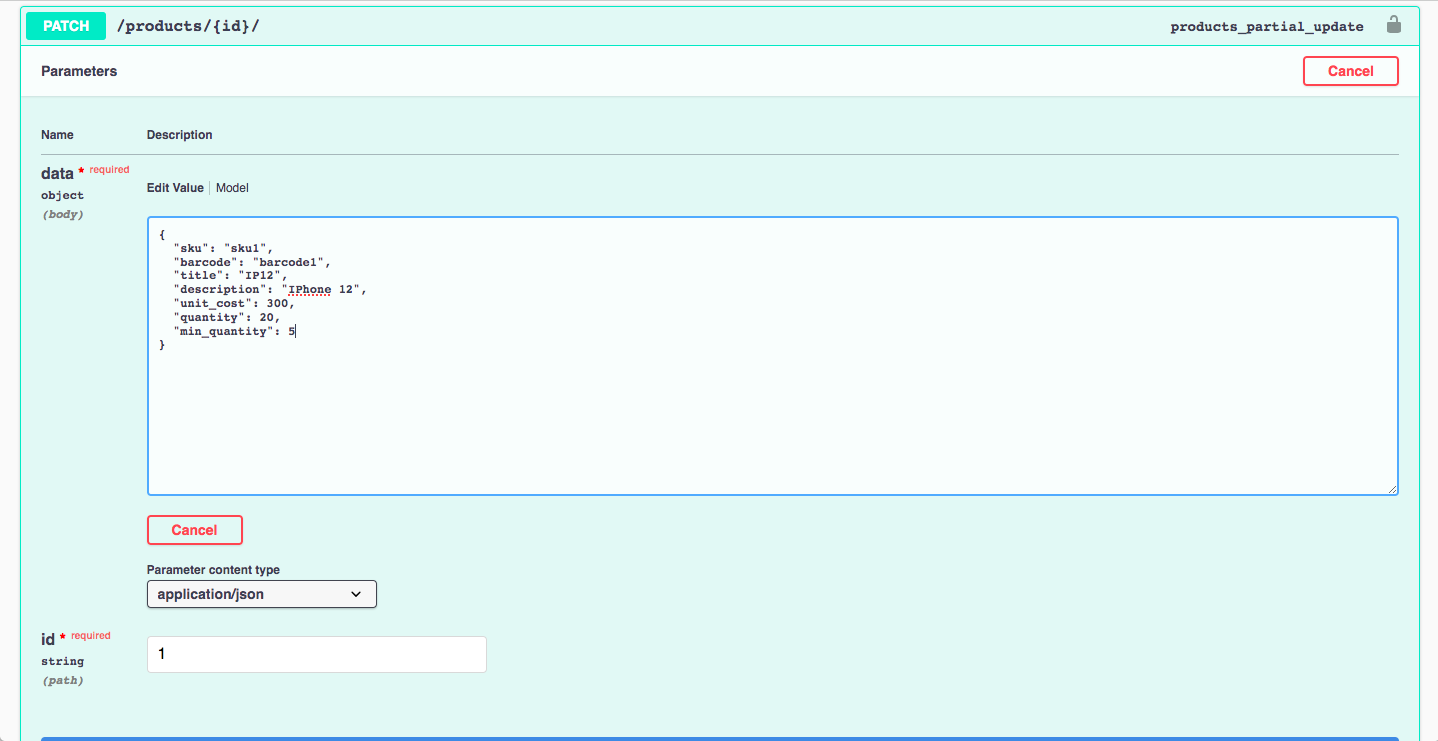 PATCH /products/{id}/ products_partial_update
Parameters Cancel
Name Description
data * required
object
(body)
Edit Value Model
{
  "sku": "sku1",
  "barcode": "barcode1",
  "title": "IP12",
  "description": "IPhone 12",
  "unit_cost": 300,
  "quantity": 20,
  "min_quantity": 5
}
Cancel
Parameter content type
application/json
id * required
string
(path)
1